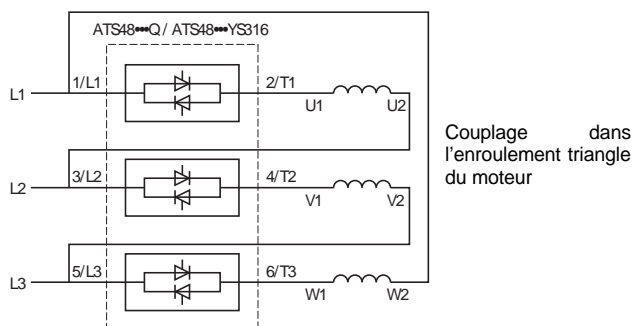 ATS48•••Q / ATS48•••YS316
L1 1/L1 2/T1
U1 U2
L2 3/L2 4/T2
V1 V2
L3 5/L3 6/T3
W1 W2
Couplage dans
l'enroulement triangle
du moteur